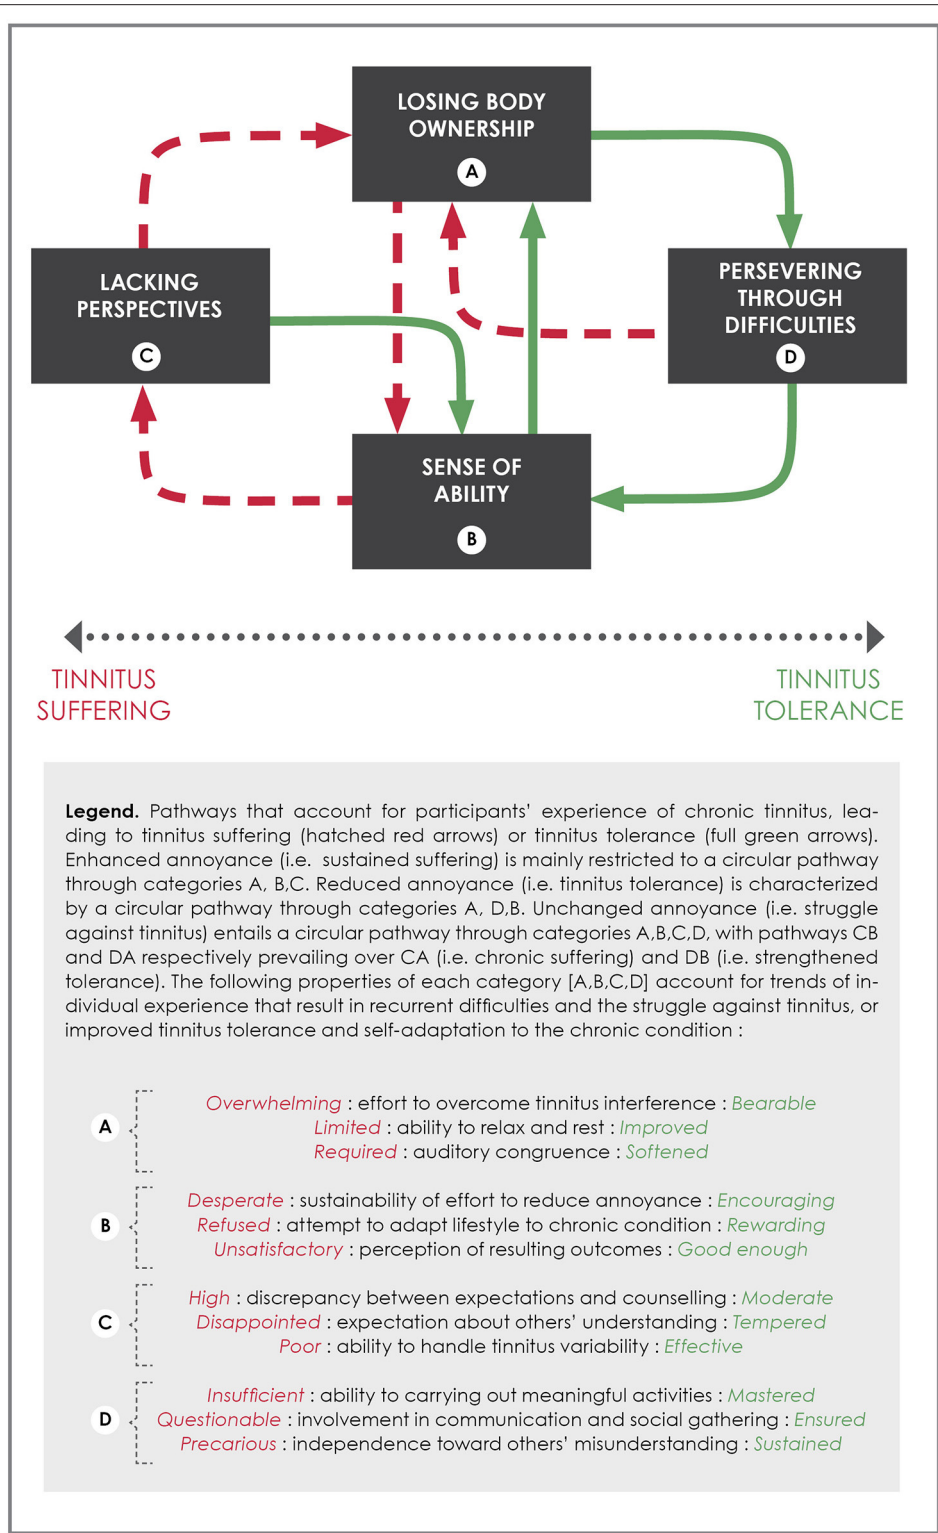 LOSING BODY
OWNERSHIP
A
LACKING
PERSPECTIVES
C
PERSEVERING
THROUGH
DIFFICULTIES
D
SENSE OF
ABILITY
B
TINNITUS
SUFFERING
TINNITUS
TOLERANCE
Legend. Pathways that account for participants' experience of chronic tinnitus, lea-
ding to tinnitus suffering (hatched red arrows) or tinnitus tolerance (full green arrows).
Enhanced annoyance (i.e. sustained suffering) is mainly restricted to a circular pathway
through categories A, B,C. Reduced annoyance (i.e. tinnitus tolerance) is characterized
by a circular pathway through categories A, D,B. Unchanged annoyance (i.e. struggle
against tinnitus) entails a circular pathway through categories A,B,C,D, with pathways CB
and DA respectively prevailing over CA (i.e. chronic suffering) and DB (i.e. strengthened
tolerance). The following properties of each category [A,B,C,D] account for trends of in-
dividual experience that result in recurrent difficulties and the struggle against tinnitus, or
improved tinnitus tolerance and self-adaptation to the chronic condition :
A
Overwhelming : effort to overcome tinnitus interference : Bearable
Limited : ability to relax and rest : Improved
Required : auditory congruence : Softened
B
Desperate : sustainability of effort to reduce annoyance : Encouraging
Refused : attempt to adapt lifestyle to chronic condition : Rewarding
Unsatisfactory : perception of resulting outcomes : Good enough
C
High : discrepancy between expectations and counselling : Moderate
Disappointed : expectation about others' understanding : Tempered
Poor : ability to handle tinnitus variability : Effective
D
Insufficient : ability to carrying out meaningful activities : Mastered
Questionable : involvement in communication and social gathering : Ensured
Precarious : independence toward others' misunderstanding : Sustained